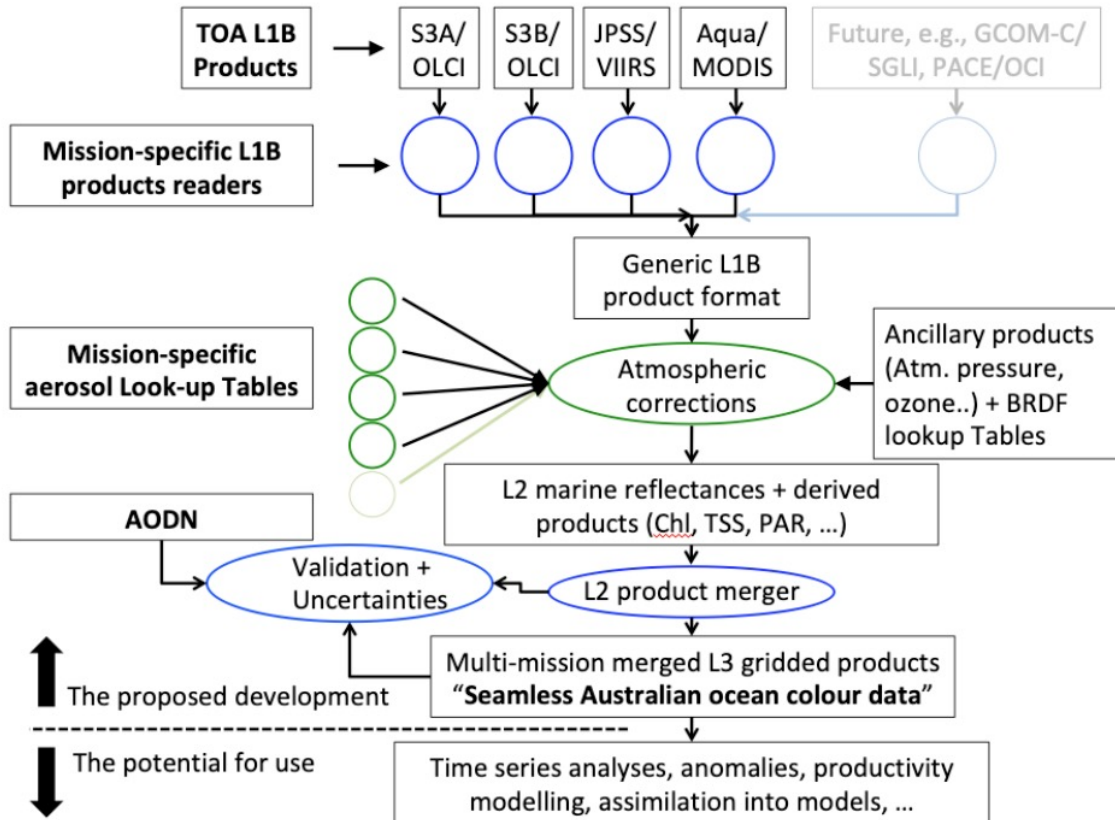 TOA L1B
Products
S3A/
OLCI
S3B/
OLCI
JPSS/
VIIRS
Aqua/
MODIS
Future, e.g., GCOM-C/
SGLI, PACE/OCI
Mission-specific L1B
products readers
Generic L1B
product format
Mission-specific
aerosol Look-up Tables
Atmospheric
corrections
Ancillary products
(Atm. pressure,
ozone..) + BRDF
lookup Tables
L2 marine reflectances + derived
products (Chl, TSS, PAR, ...)
AODN
Validation +
Uncertainties
L2 product merger
Multi-mission merged L3 gridded products
“Seamless Australian ocean colour data”
The proposed development
The potential for use
Time series analyses, anomalies, productivity
modelling, assimilation into models, ...